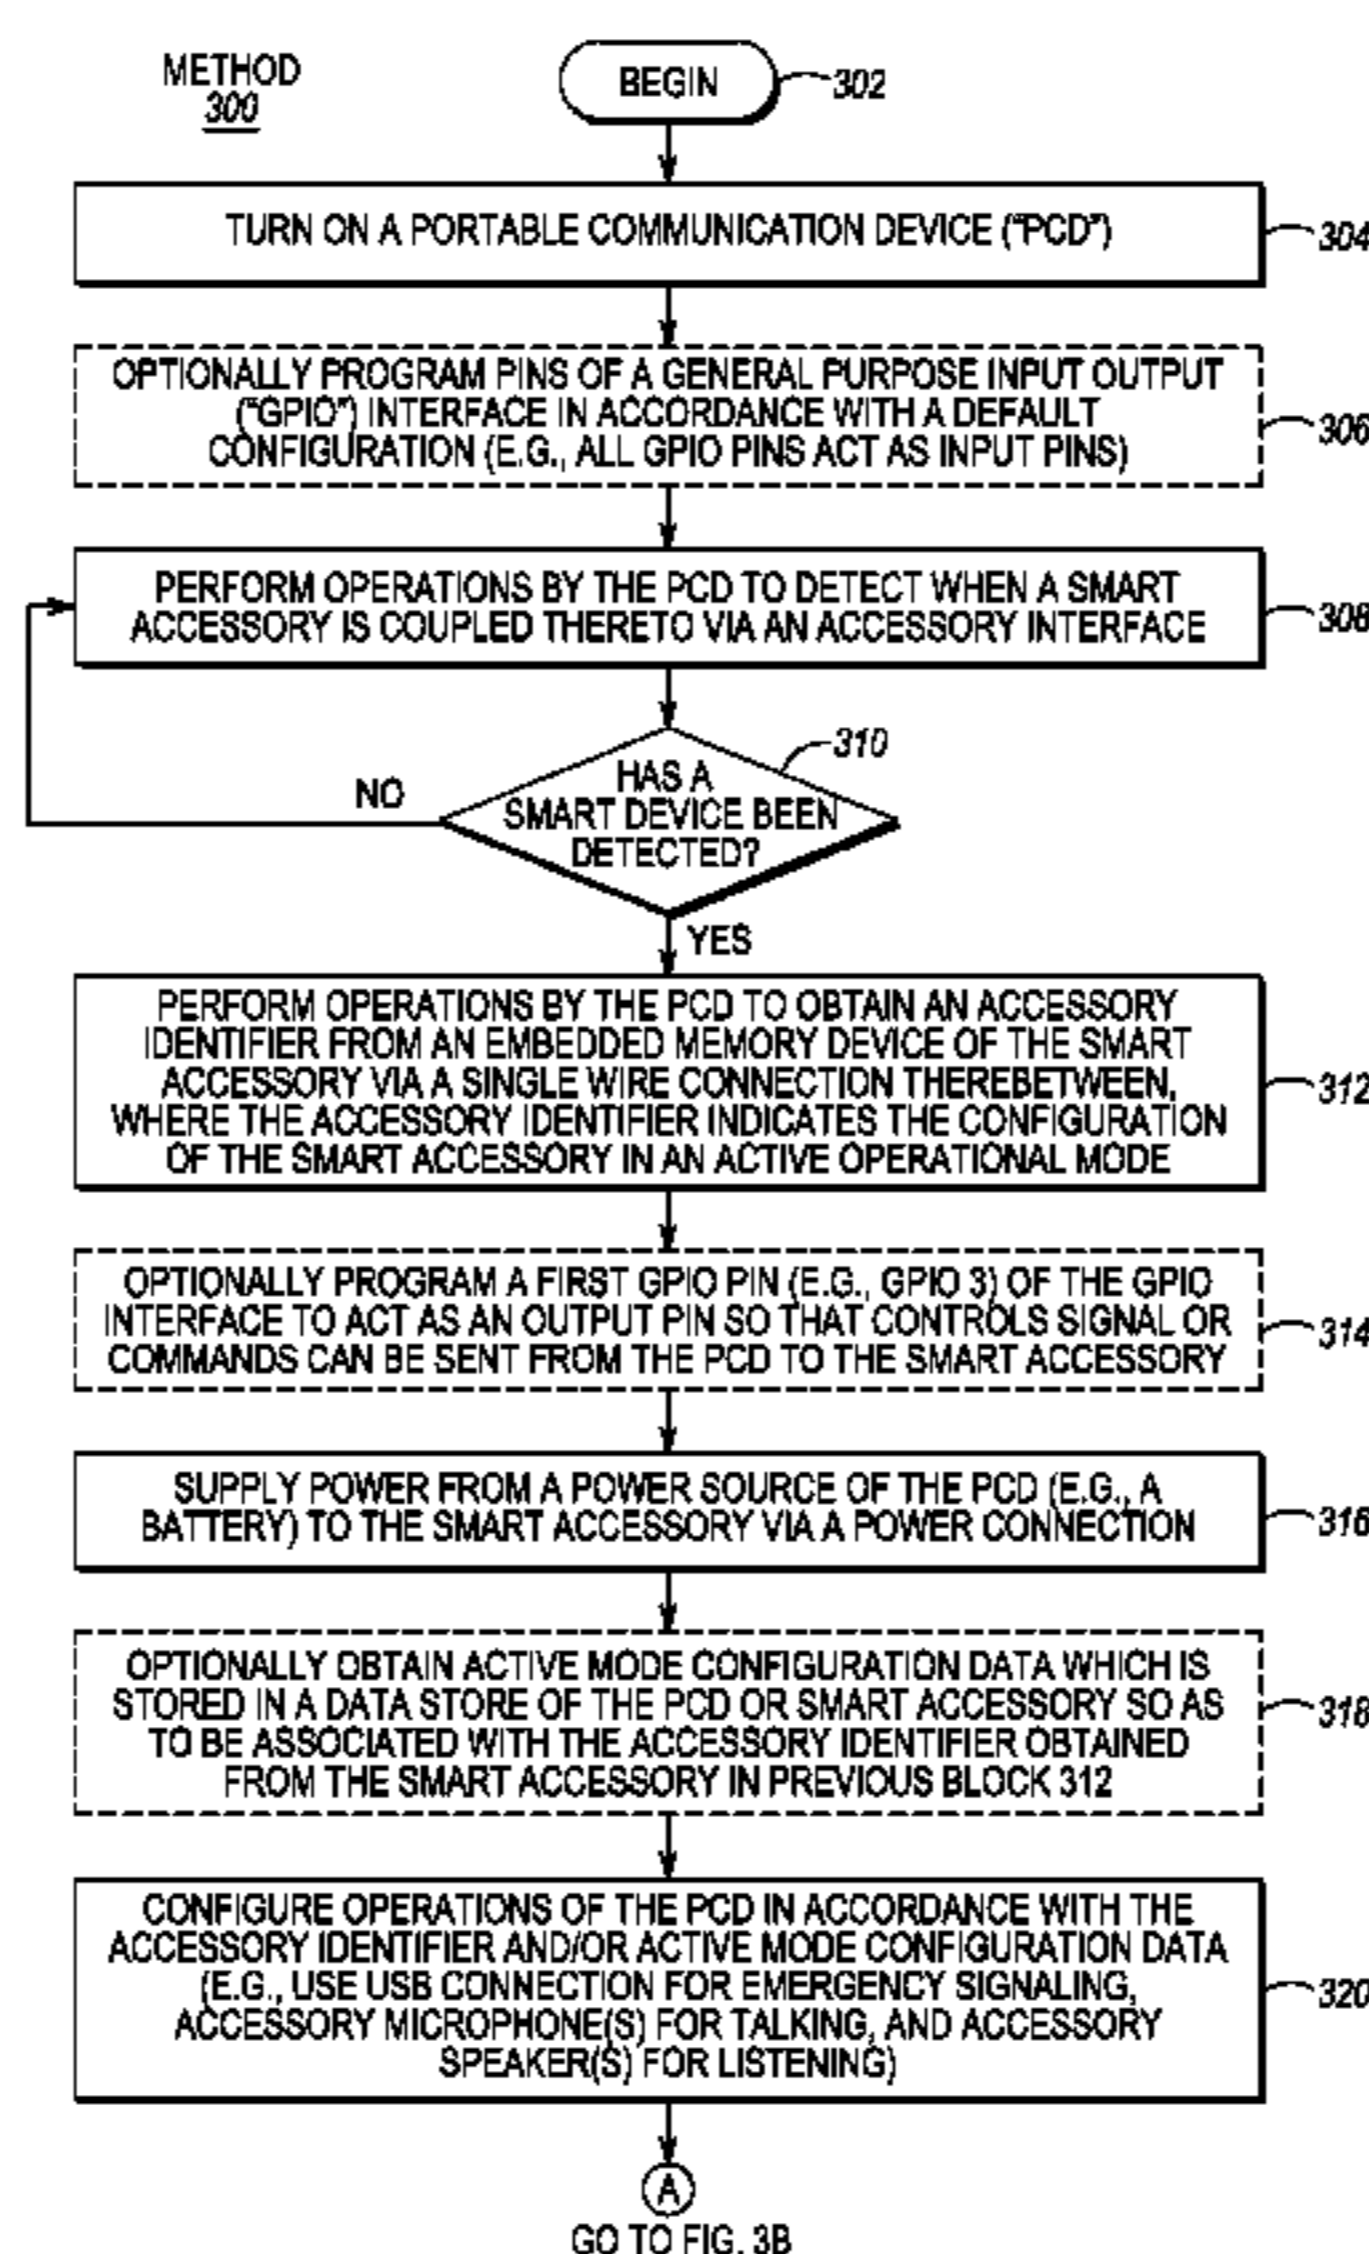 METHOD
300
BEGIN
302
TURN ON A PORTABLE COMMUNICATION DEVICE ("PCD")
304
OPTIONALLY PROGRAM PINS OF A GENERAL PURPOSE INPUT OUTPUT
("GPIO") INTERFACE IN ACCORDANCE WITH A DEFAULT
CONFIGURATION (E.G., ALL GPIO PINS ACT AS INPUT PINS)
306
PERFORM OPERATIONS BY THE PCD TO DETECT WHEN A SMART
ACCESSORY IS COUPLED THERETO VIA AN ACCESSORY INTERFACE
308
310
HAS A
SMART DEVICE BEEN
DETECTED?
NO
YES
PERFORM OPERATIONS BY THE PCD TO OBTAIN AN ACCESSORY
IDENTIFIER FROM AN EMBEDDED MEMORY DEVICE OF THE SMART
ACCESSORY VIA A SINGLE WIRE CONNECTION THEREBETWEEN,
WHERE THE ACCESSORY IDENTIFIER INDICATES THE CONFIGURATION
OF THE SMART ACCESSORY IN AN ACTIVE OPERATIONAL MODE
312
OPTIONALLY PROGRAM A FIRST GPIO PIN (E.G., GPIO 3) OF THE GPIO
INTERFACE TO ACT AS AN OUTPUT PIN SO THAT CONTROLS SIGNAL OR
COMMANDS CAN BE SENT FROM THE PCD TO THE SMART ACCESSORY
314
SUPPLY POWER FROM A POWER SOURCE OF THE PCD (E.G., A
BATTERY) TO THE SMART ACCESSORY VIA A POWER CONNECTION
316
OPTIONALLY OBTAIN ACTIVE MODE CONFIGURATION DATA WHICH IS
STORED IN A DATA STORE OF THE PCD OR SMART ACCESSORY SO AS
TO BE ASSOCIATED WITH THE ACCESSORY IDENTIFIER OBTAINED
FROM THE SMART ACCESSORY IN PREVIOUS BLOCK 312
318
CONFIGURE OPERATIONS OF THE PCD IN ACCORDANCE WITH THE
ACCESSORY IDENTIFIER AND/OR ACTIVE MODE CONFIGURATION DATA
(E.G., USE USB CONNECTION FOR EMERGENCY SIGNALING,
ACCESSORY MICROPHONE(S) FOR TALKING, AND ACCESSORY
SPEAKER(S) FOR LISTENING)
320
A
GO TO FIG. 3B